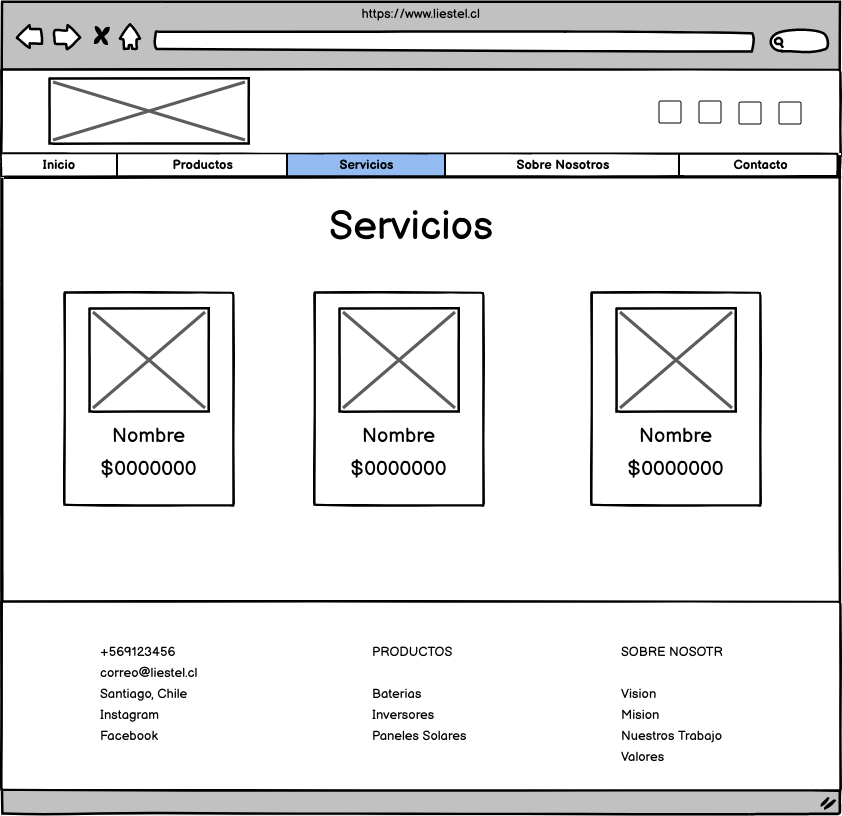 https://www.liestel.cl
Inicio Productos Servicios Sobre Nosotros Contacto
Servicios
Nombre Nombre Nombre
$0000000 $0000000 $0000000
+569123456 PRODUCTOS SOBRE NOSOTR
correo@liestel.cl
Santiago, Chile Baterias Vision
Instagram Inversores Mision
Facebook Paneles Solares Nuestros Trabajo
Valores